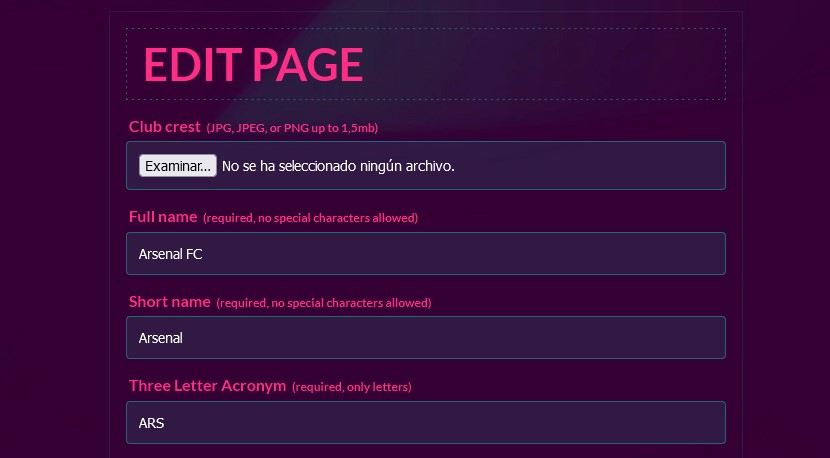 EDIT PAGE
Club crest (JPG, JPEG, or PNG up to 1,5mb)
Examinar... No se ha seleccionado ningún archivo.
Full name (required, no special characters allowed)
Arsenal FC
Short name (required, no special characters allowed)
Arsenal
Three Letter Acronym (required, only letters)
ARS